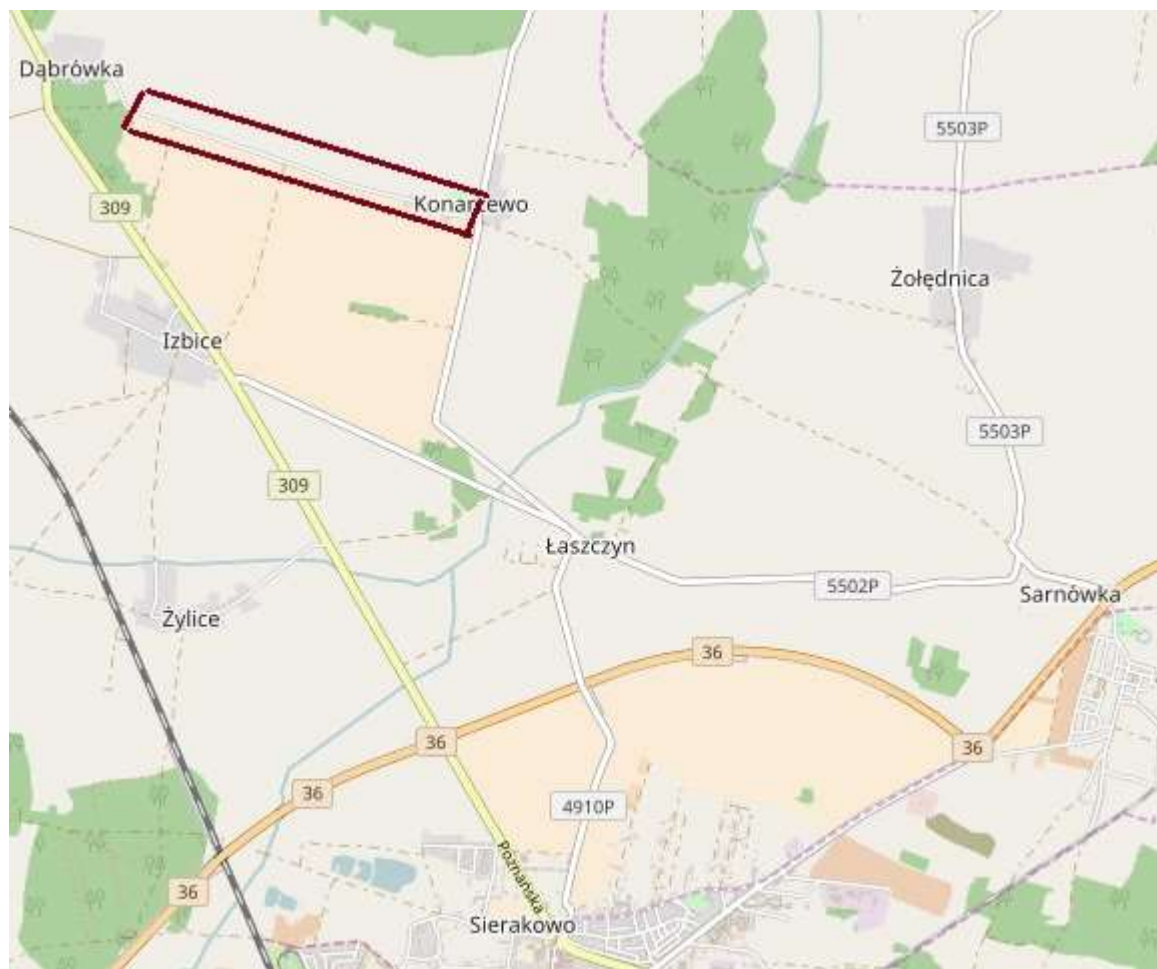 Dąbrówka
5503P
Konarzewo
309
Żołędnica
Izbice
5503P
309
Łaszczyn
5502P
Sarnówka
Żylice
36
36
36
36
4910P
Poznańska
36
Sierakowo